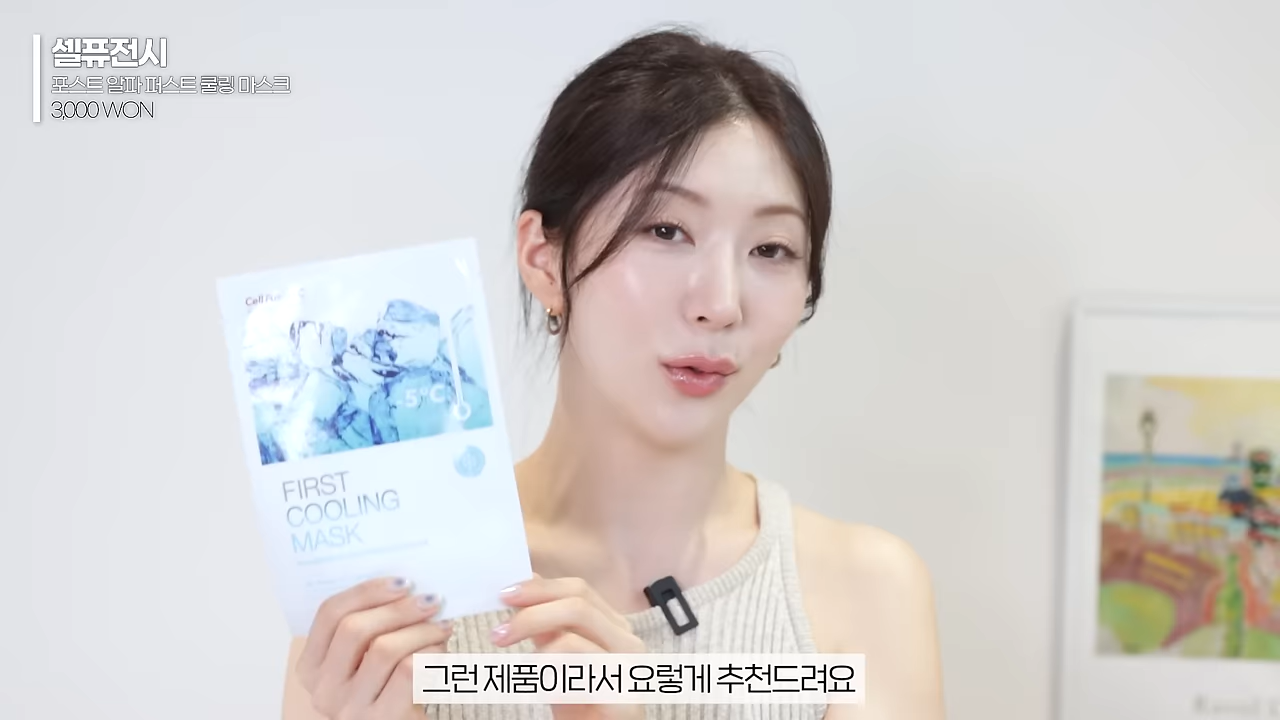 셀퓨전시
포스트 알파 퍼스트 쿨링 마스크
3,000 WON
-5°C
FIRST
COOLING
MASK
그런 제품이라서 요렇게 추천드려요